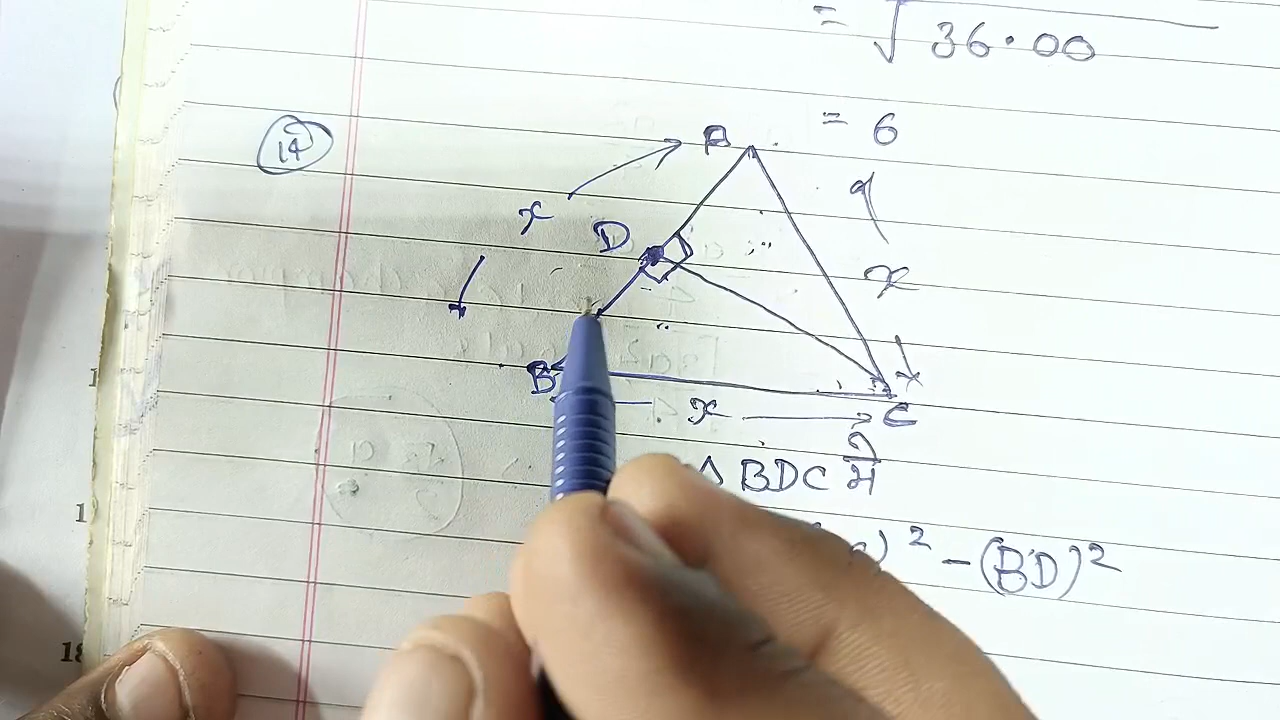 = √36.00
= 6
14
A
x
D
x
B
x
C
Δ BDC में
)² - (BD)²